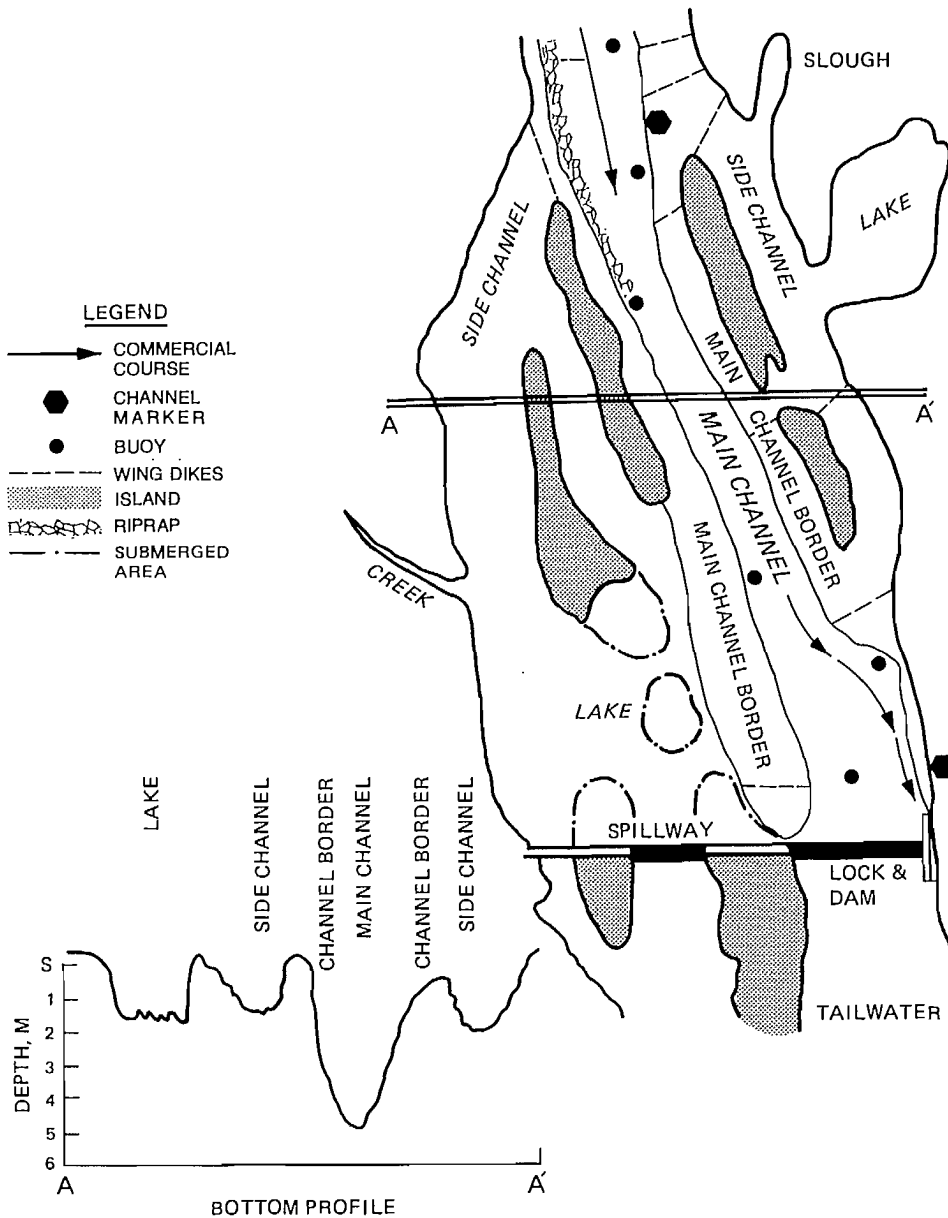 SLOUGH
SIDE CHANNEL
LAKE
SIDE CHANNEL
LEGEND
COMMERCIAL
COURSE
CHANNEL
MARKER
BUOY
WING DIKES
ISLAND
RIPRAP
SUBMERGED
AREA
A
A′
MAIN
CHANNEL BORDER
MAIN CHANNEL
MAIN CHANNEL BORDER
CREEK
LAKE
SPILLWAY
LOCK &
DAM
TAILWATER
LAKE
SIDE CHANNEL
CHANNEL BORDER
MAIN CHANNEL
CHANNEL BORDER
SIDE CHANNEL
DEPTH, M
S
1
2
3
4
5
6
A
A′
BOTTOM PROFILE